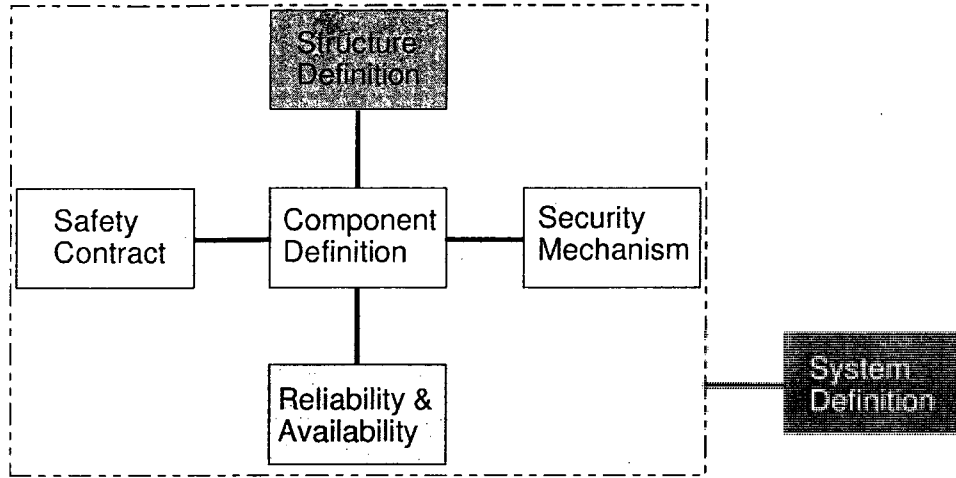 Structure
Definition
Safety
Contract
Component
Definition
Security
Mechanism
Reliability &
Availability
System
Definition